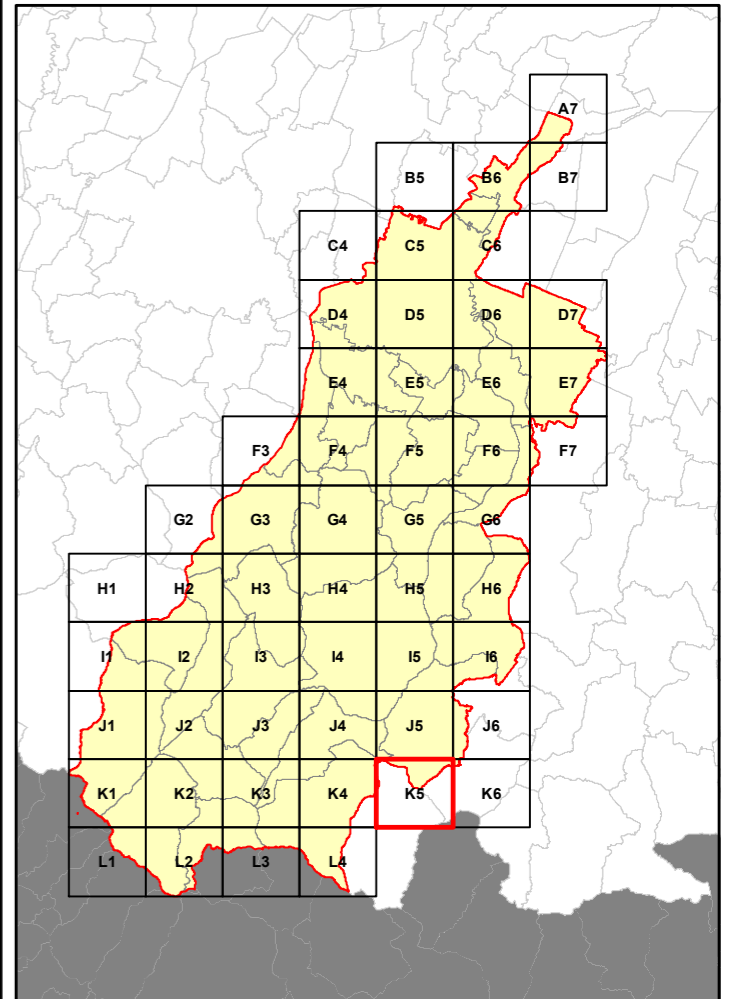 A7
B5 B6 B7
C4 C5 C6
D4 D5 D6 D7
E4 E5 E6 E7
F3 F4 F5 F6 F7
G2 G3 G4 G5 G6
H1 H2 H3 H4 H5 H6
I1 I2 I3 I4 I5 I6
J1 J2 J3 J4 J5 J6
K1 K2 K3 K4 K5 K6
L1 L2 L3 L4